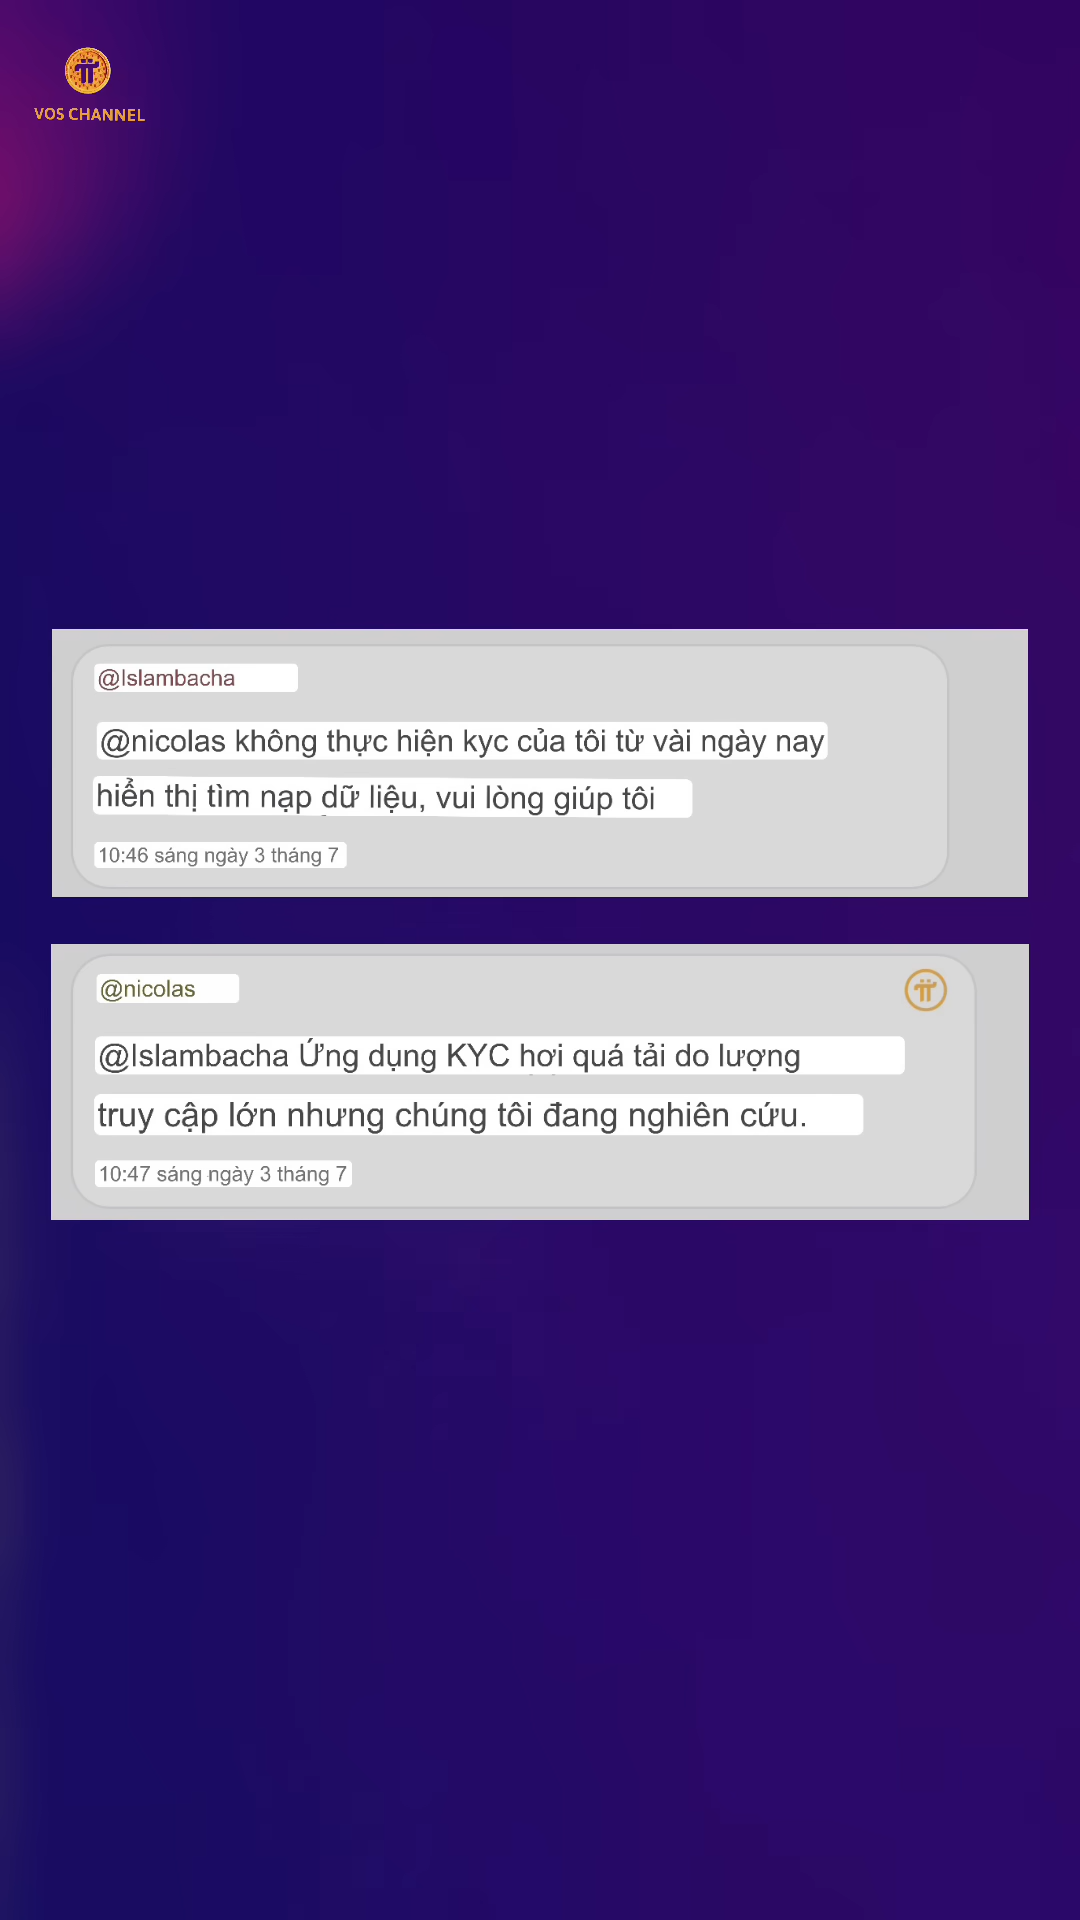 VOS CHANNEL
@Islambacha
@nicolas không thực hiện kyc của tôi từ vài ngày nay
hiển thị tìm nạp dữ liệu, vui lòng giúp tôi
10:46 sáng ngày 3 tháng 7
@nicolas
@Islambacha Ứng dụng KYC hơi quá tải do lượng
truy cập lớn nhưng chúng tôi đang nghiên cứu.
10:47 sáng ngày 3 tháng 7